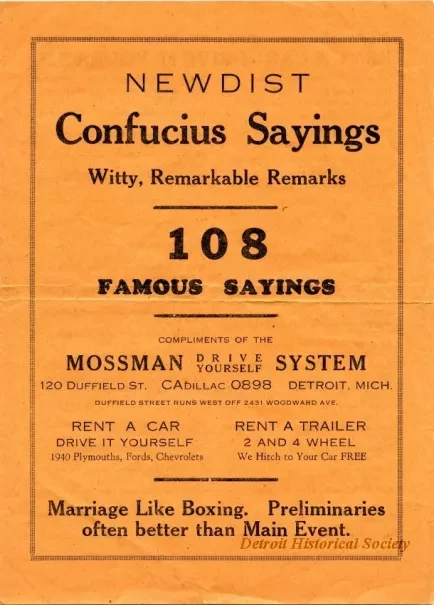 NEWDIST
Confucius Sayings
Witty, Remarkable Remarks
108
FAMOUS SAYINGS
COMPLIMENTS OF THE
MOSSMAN DRIVE YOURSELF SYSTEM
120 DUFFIELD ST. CADILLAC 0898 DETROIT, MICH.
DUFFIELD STREET RUNS WEST OFF 2431 WOODWARD AVE.
RENT A CAR
DRIVE IT YOURSELF
1940 Plymouths, Fords, Chevrolets
RENT A TRAILER
2 AND 4 WHEEL
We Hitch to Your Car FREE
Marriage Like Boxing. Preliminaries
often better than Main Event.
Detroit Historical Society